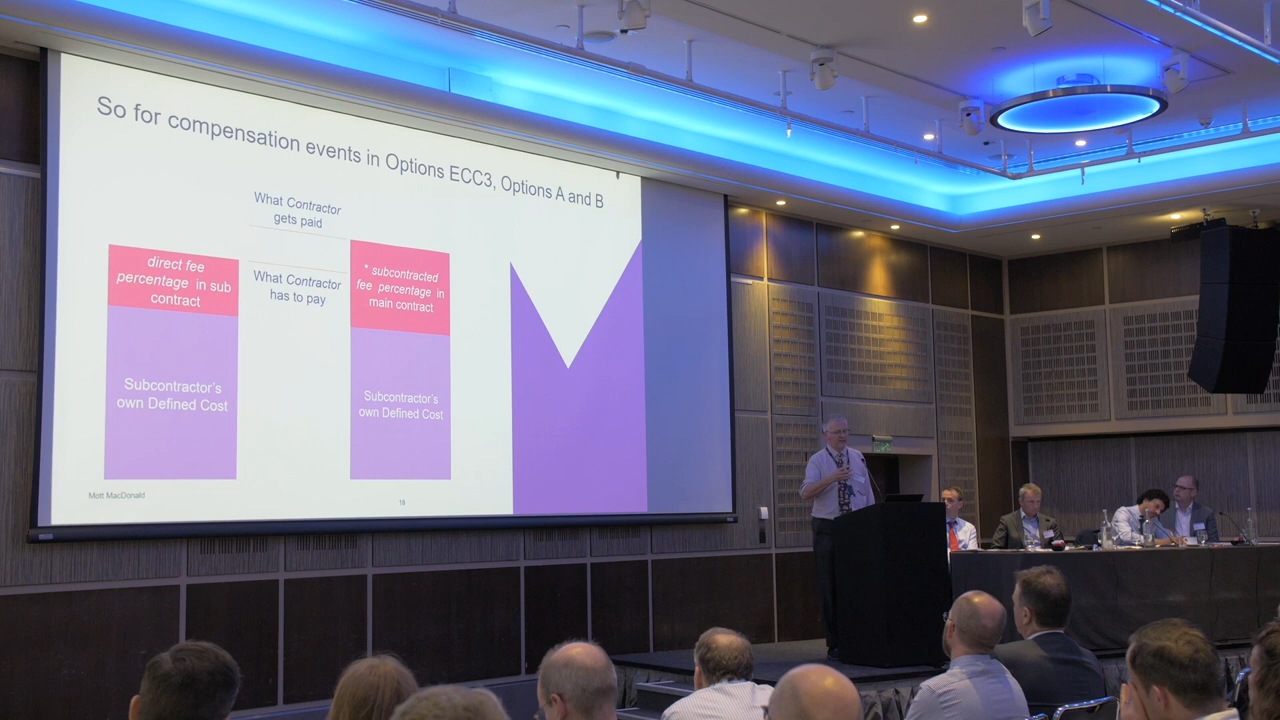 So for compensation events in Options ECC3, Options A and B
What Contractor
gets paid
direct fee
percentage in sub
contract
What Contractor
has to pay
* subcontracted
fee percentage in
main contract
Subcontractor's
own Defined Cost
Subcontractor's
own Defined Cost
Mott MacDonald
18